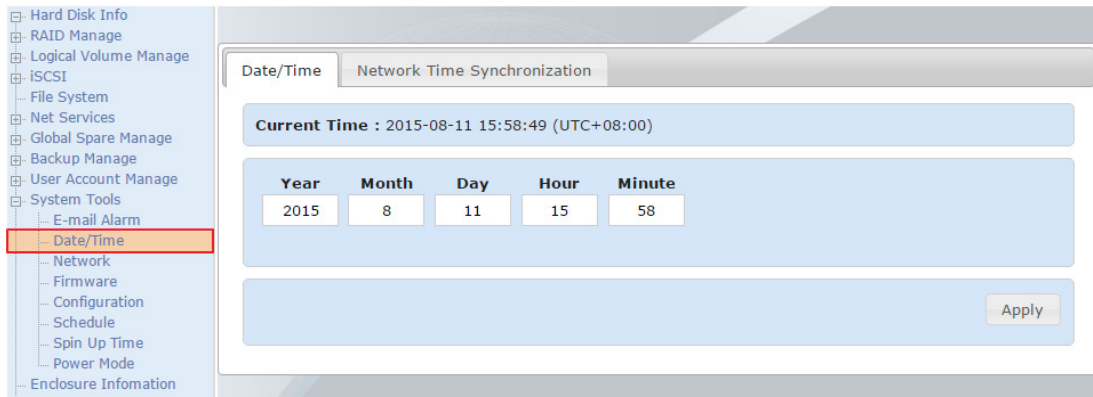 Hard Disk Info
RAID Manage
Logical Volume Manage
iSCSI
File System
Net Services
Global Spare Manage
Backup Manage
User Account Manage
System Tools
E-mail Alarm
Date/Time
Network
Firmware
Configuration
Schedule
Spin Up Time
Power Mode
Enclosure Infomation
Date/Time Network Time Synchronization
Current Time : 2015-08-11 15:58:49 (UTC+08:00)
Year Month Day Hour Minute
2015 8 11 15 58
Apply